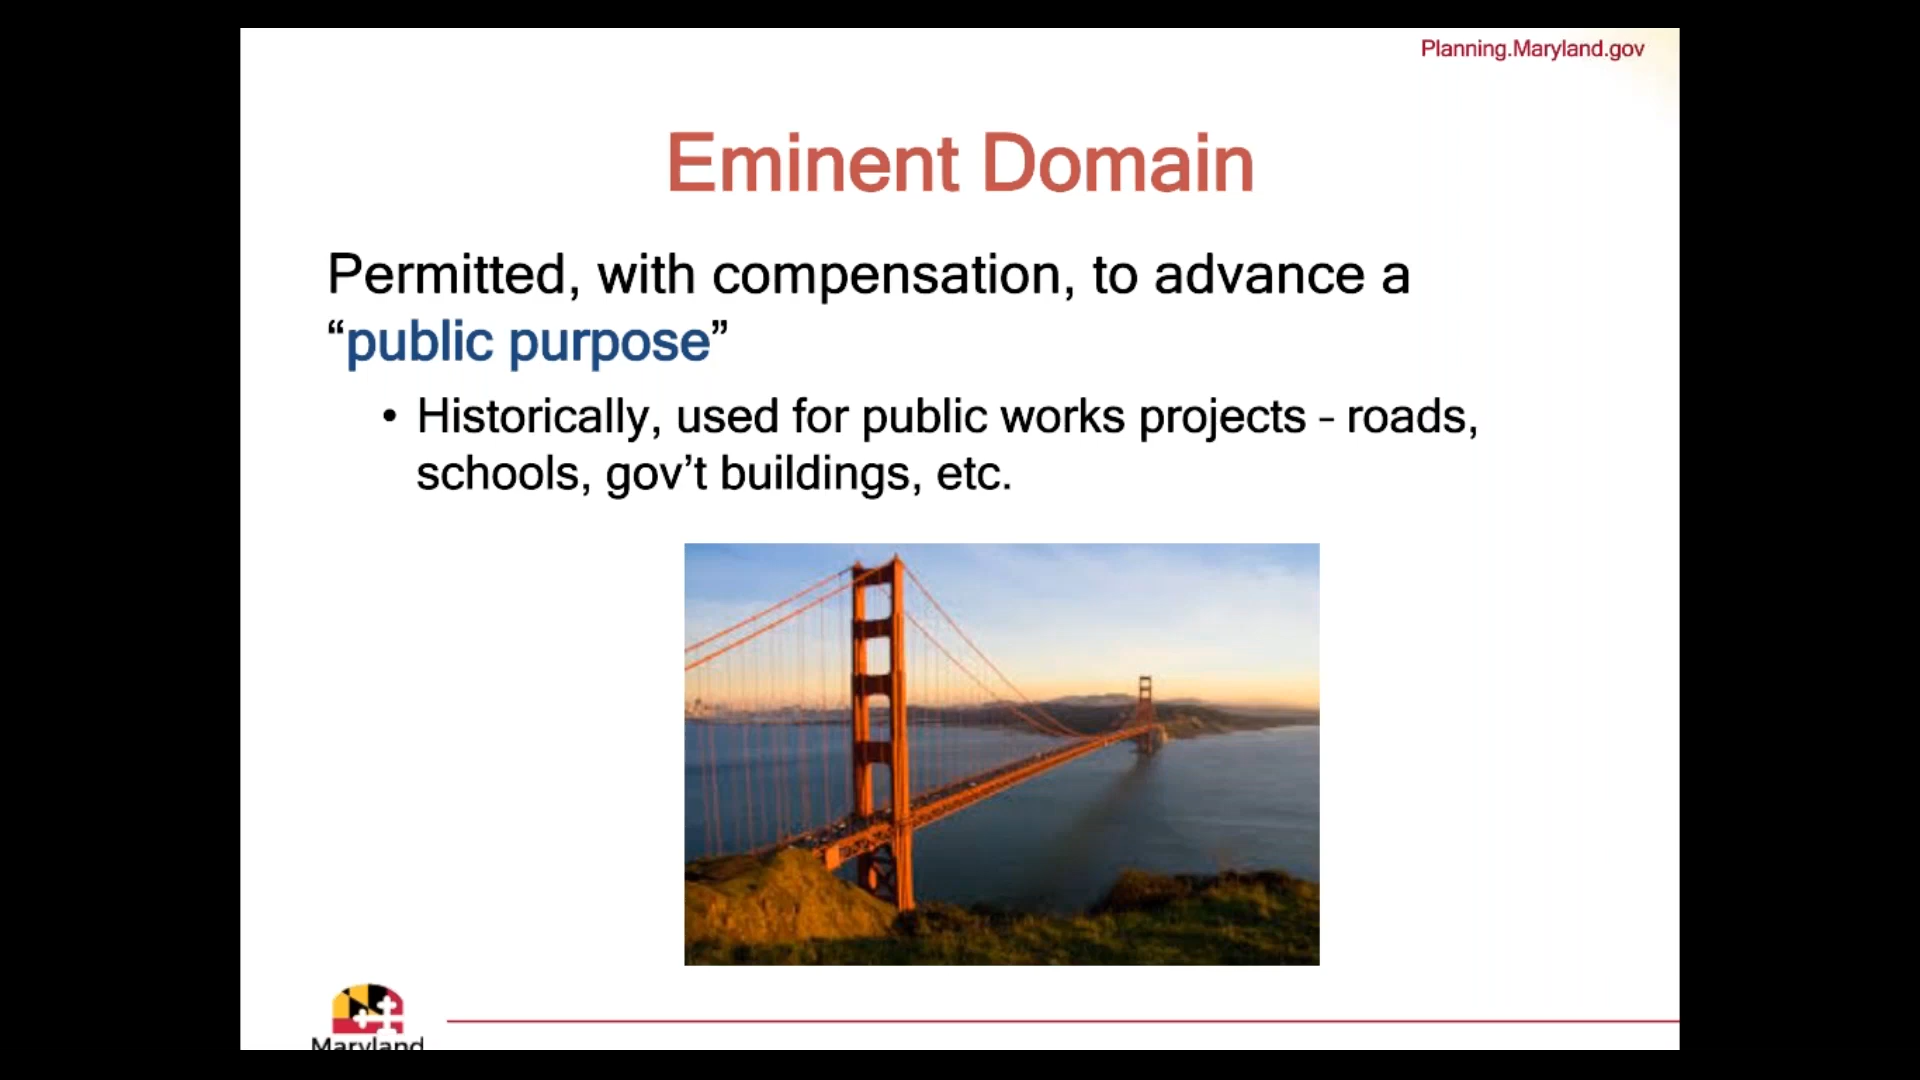 Planning.Maryland.gov
Eminent Domain
Permitted, with compensation, to advance a
“public purpose”
• Historically, used for public works projects - roads,
schools, gov’t buildings, etc.
Maryland